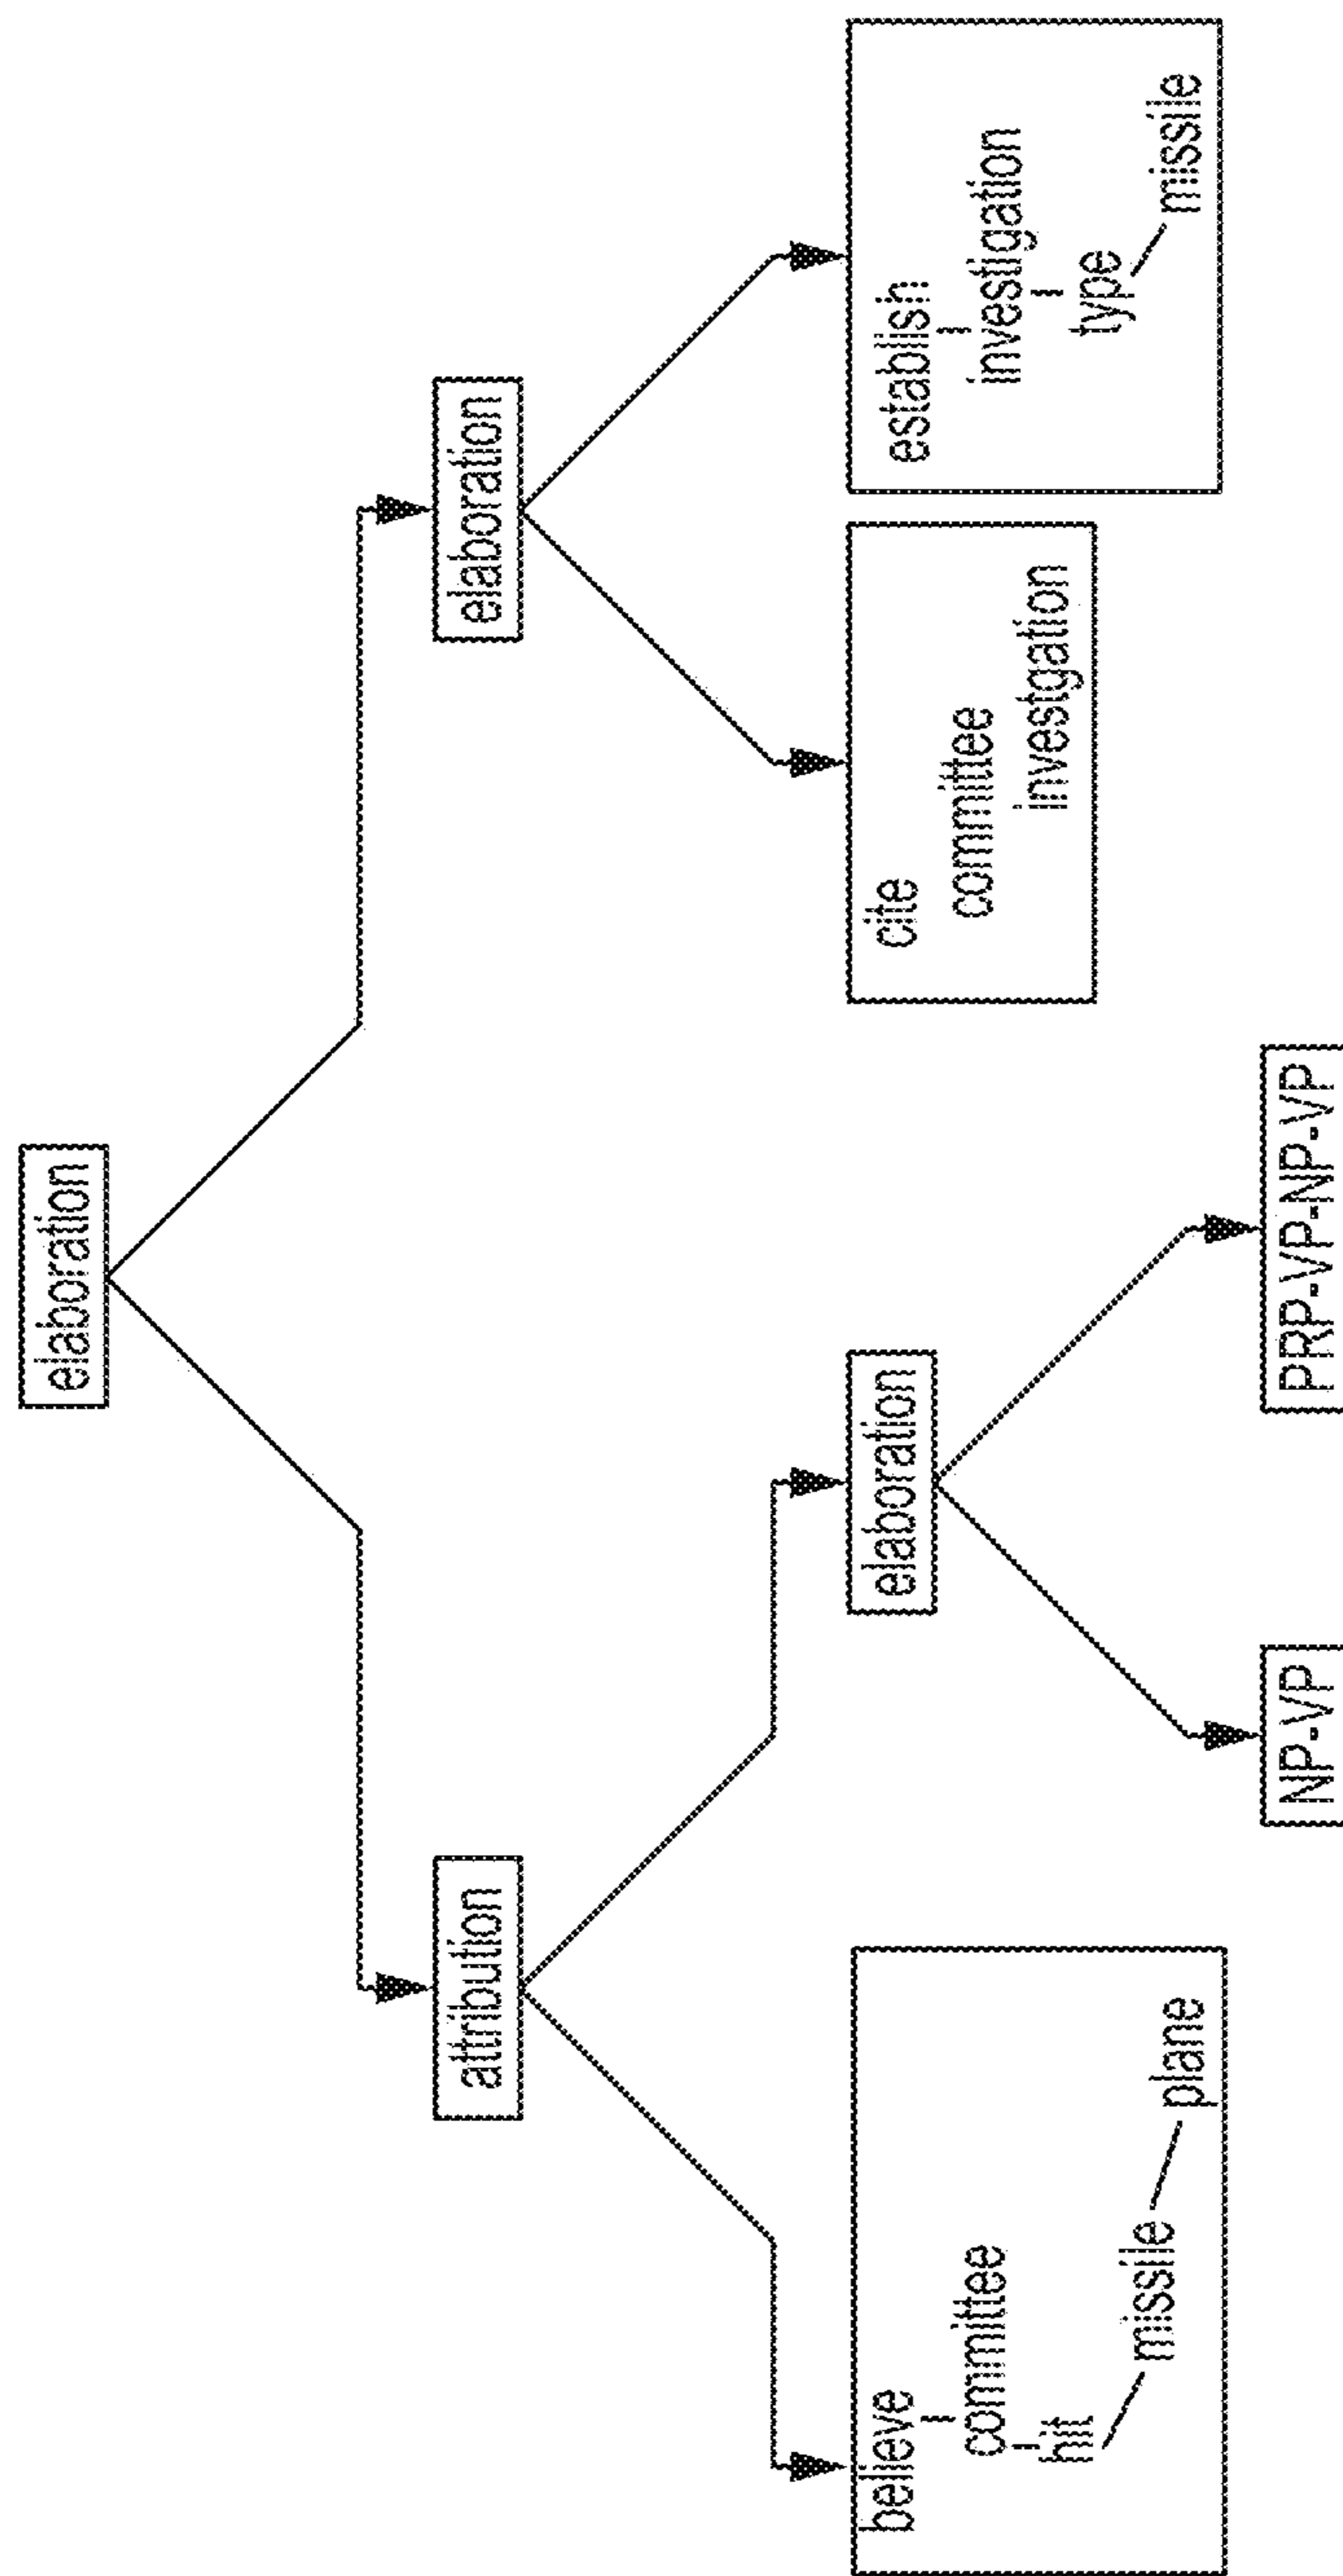 elaboration
attribution
elaboration
believe
committee
hit
missile
plane
elaboration
cite
committee
investgation
establish
investigation
type
missile
NP-VP
PRP-VP-NP-VP